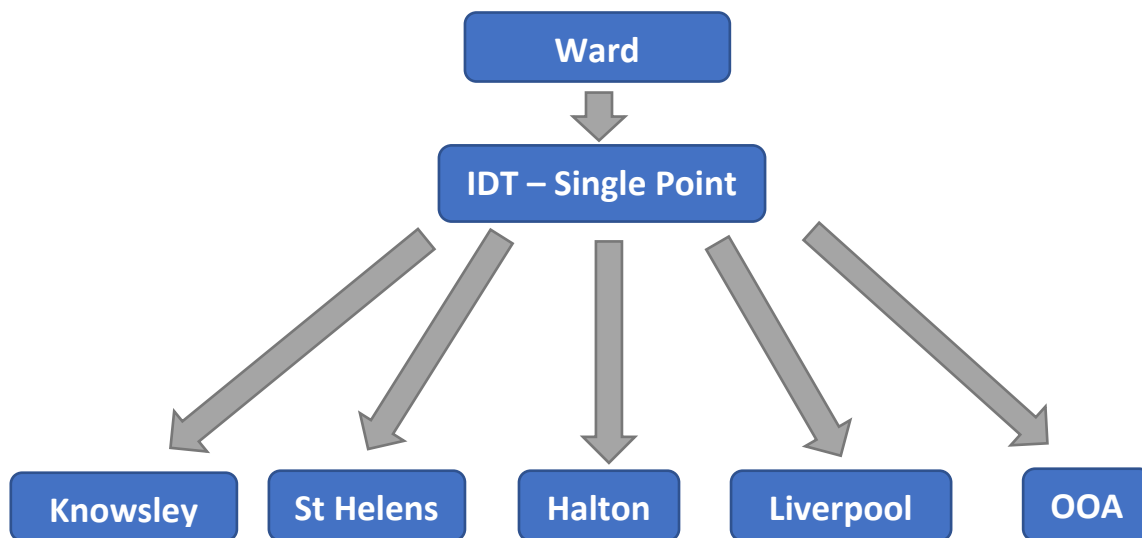 Ward
IDT – Single Point
Knowsley
St Helens
Halton
Liverpool
OOA